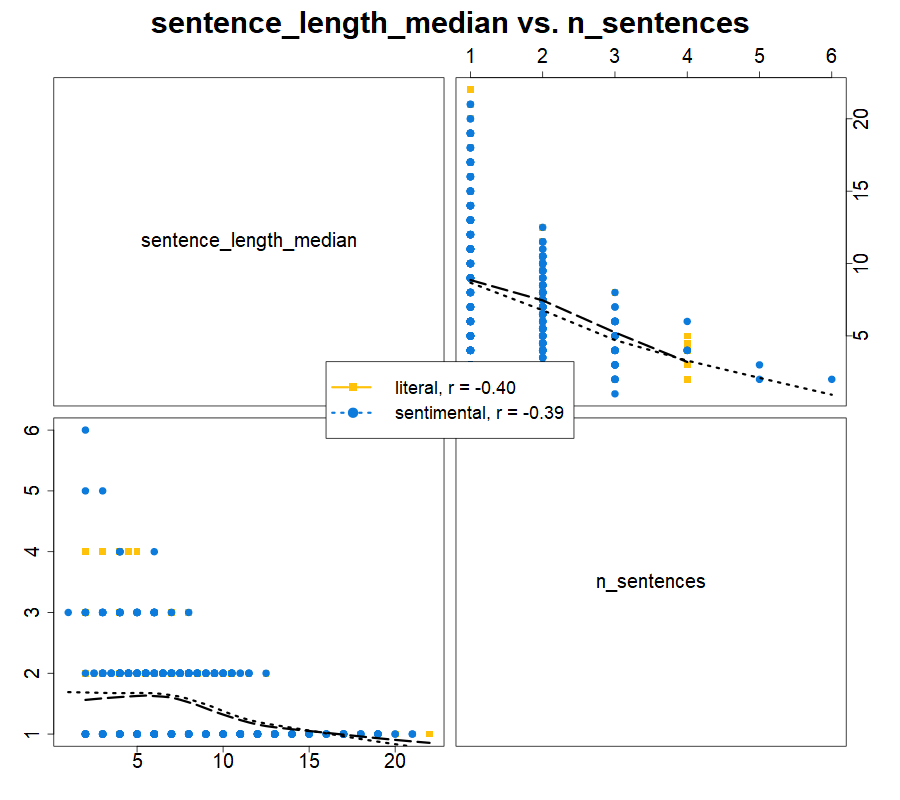 sentence_length_median vs. n_sentences
1 2 3 4 5 6
sentence_length_median
20
15
10
5
literal, r = -0.40
sentimental, r = -0.39
6
5
4
3
2
1
n_sentences
5 10 15 20